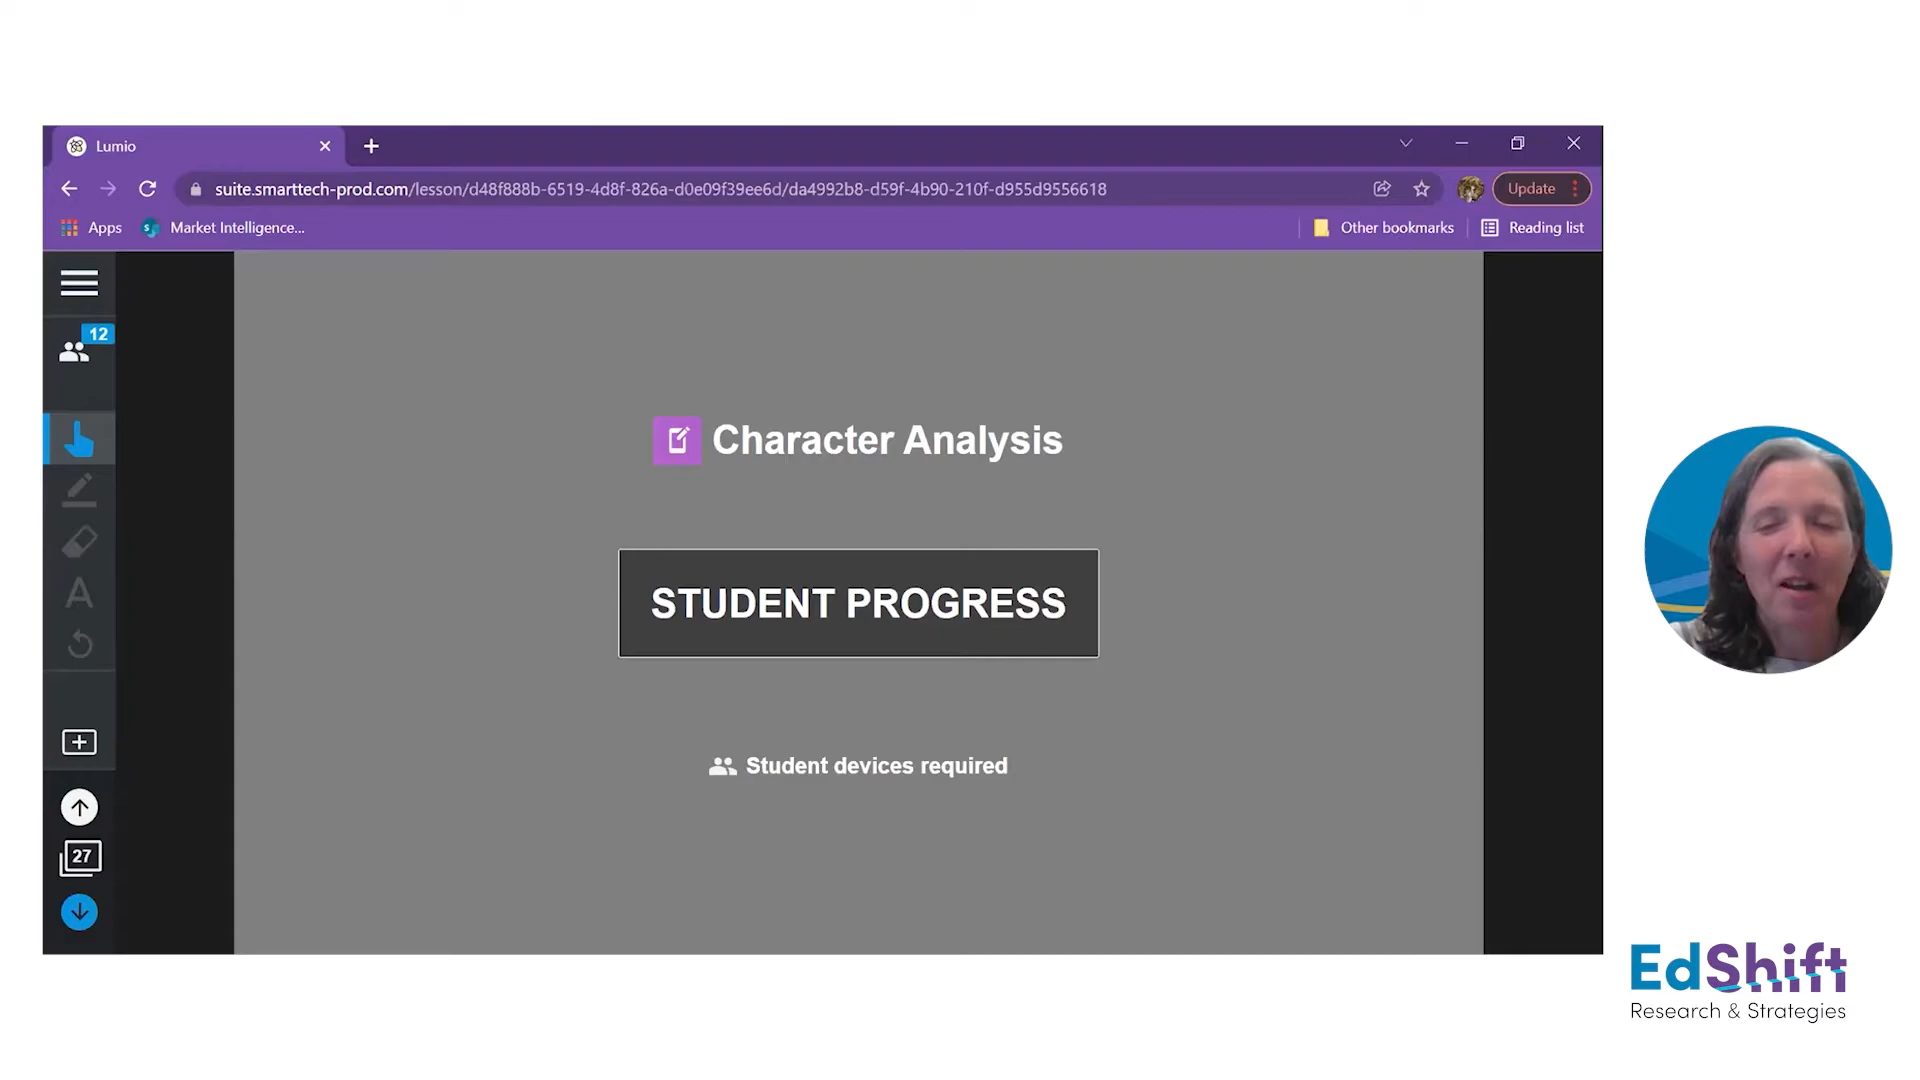 Lumio
suite.smarttech-prod.com/lesson/d48f888b-6519-4d8f-826a-d0e09f39ee6d/da4992b8-d59f-4b90-210f-d955d9556618
Update
Apps
Market Intelligence...
Other bookmarks
Reading list
12
Character Analysis
STUDENT PROGRESS
Student devices required
A
27
EdShift
Research & Strategies